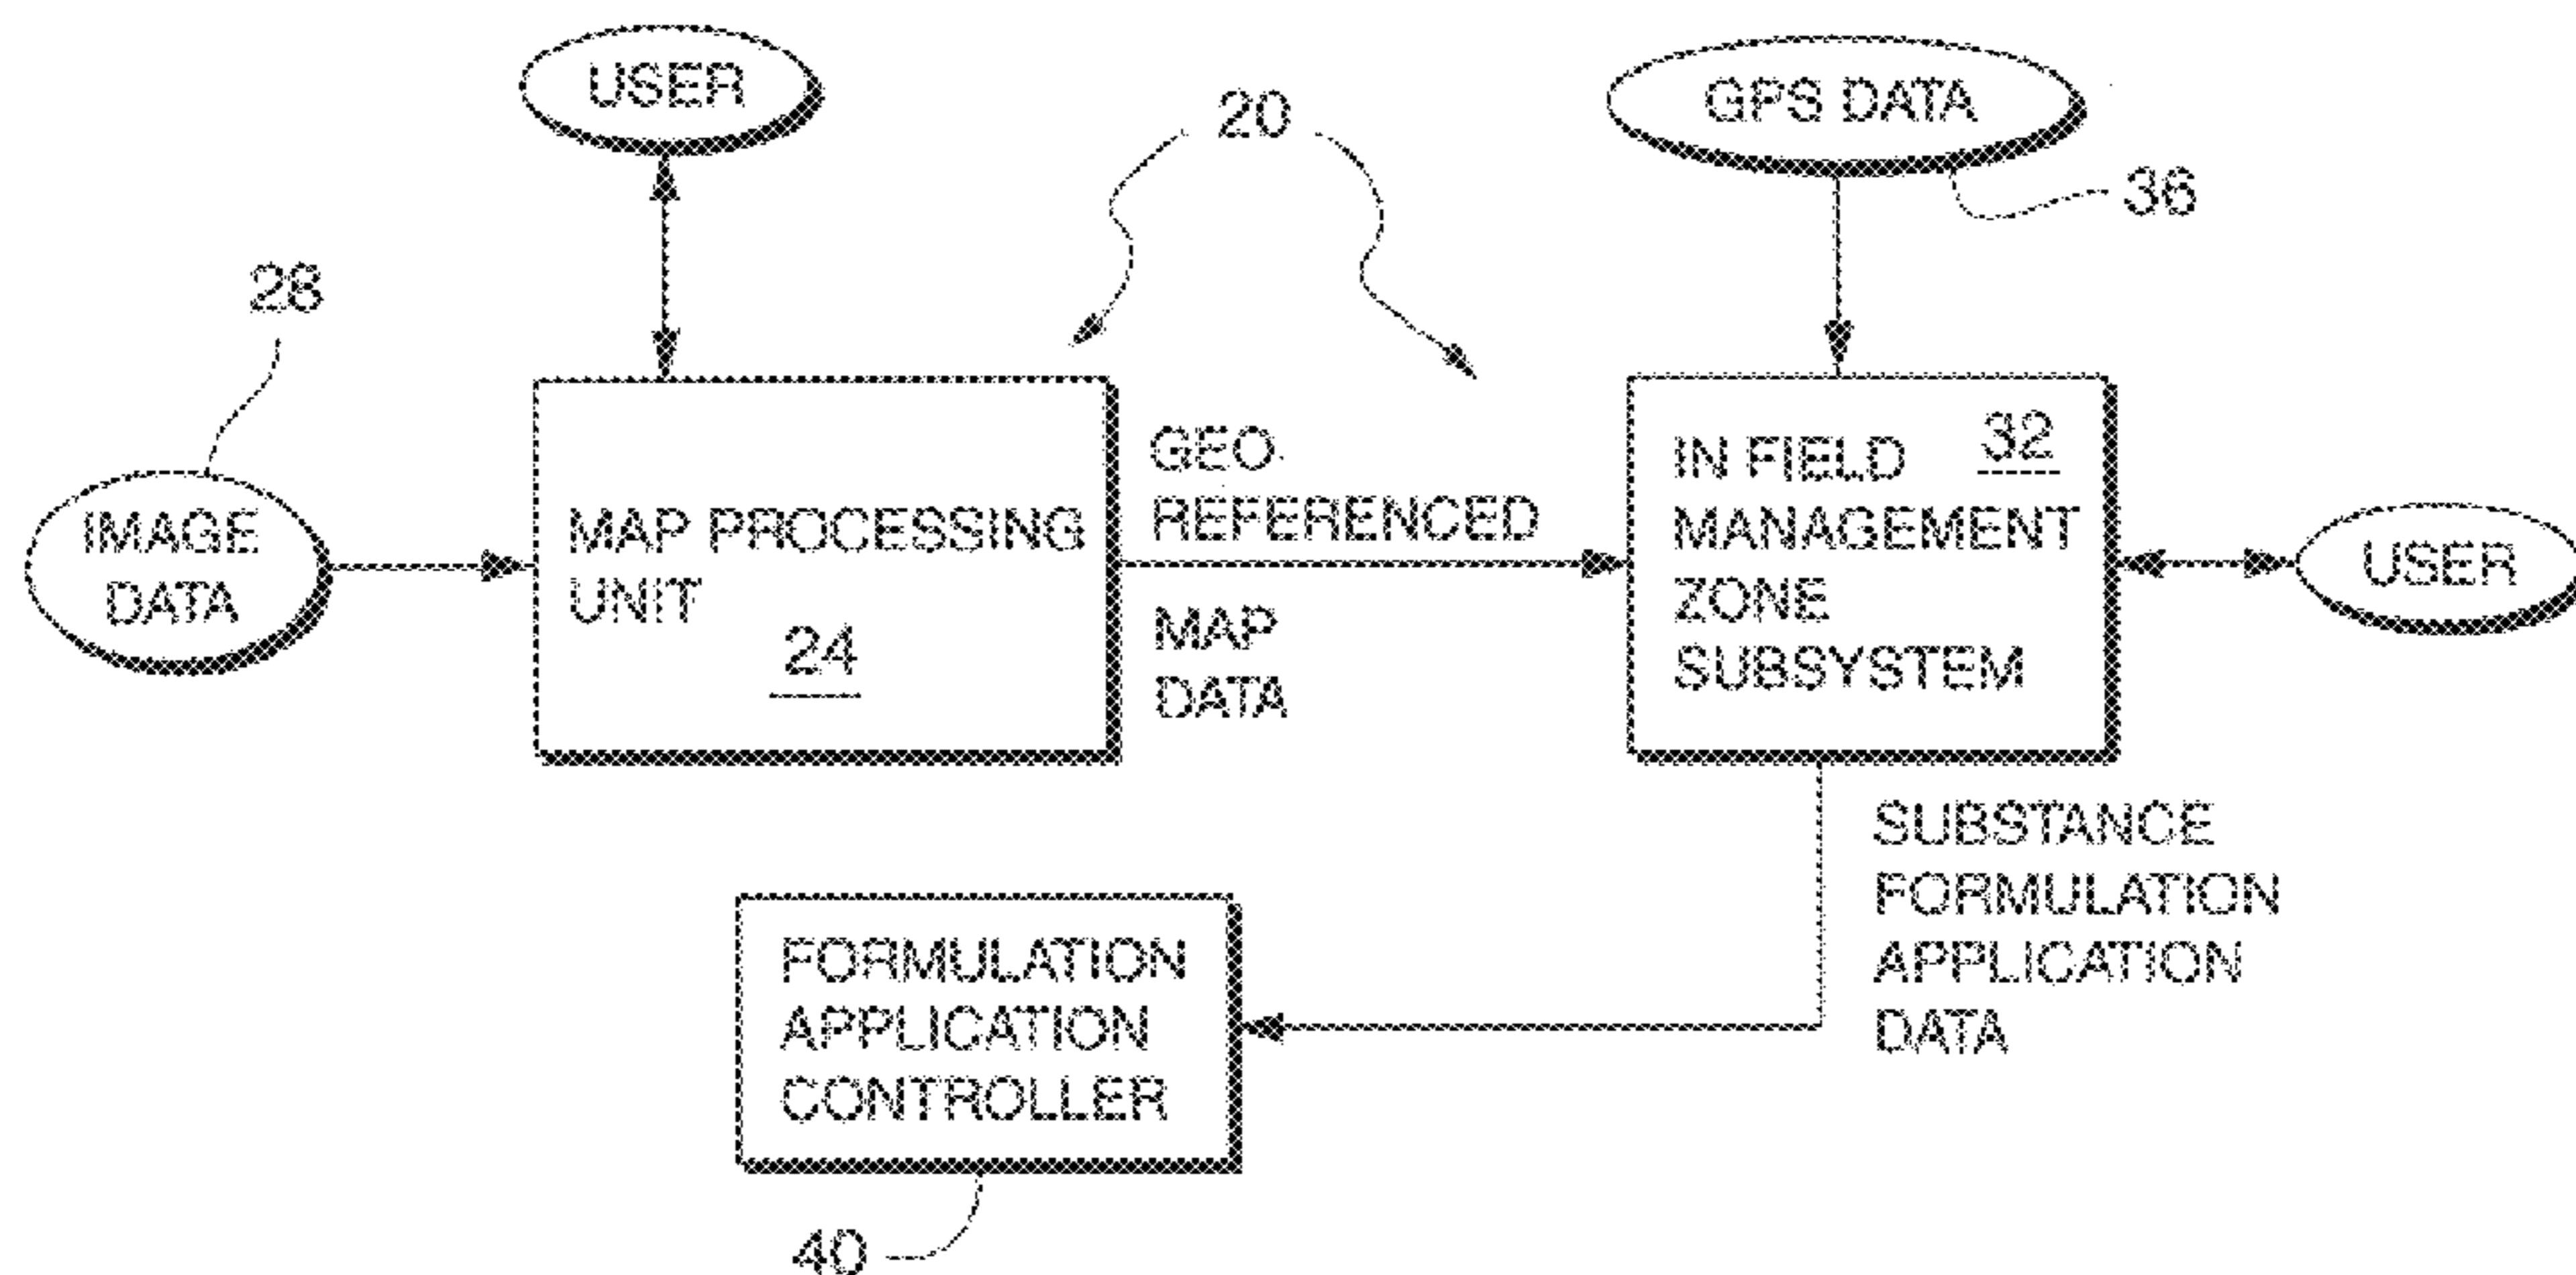 USER
20
GPS DATA
36
28
IMAGE
DATA
MAP PROCESSING
UNIT
24
GEO
REFERENCED
MAP
DATA
IN FIELD
32
MANAGEMENT
ZONE
SUBSYSTEM
USER
SUBSTANCE
FORMULATION
APPLICATION
DATA
FORMULATION
APPLICATION
CONTROLLER
40